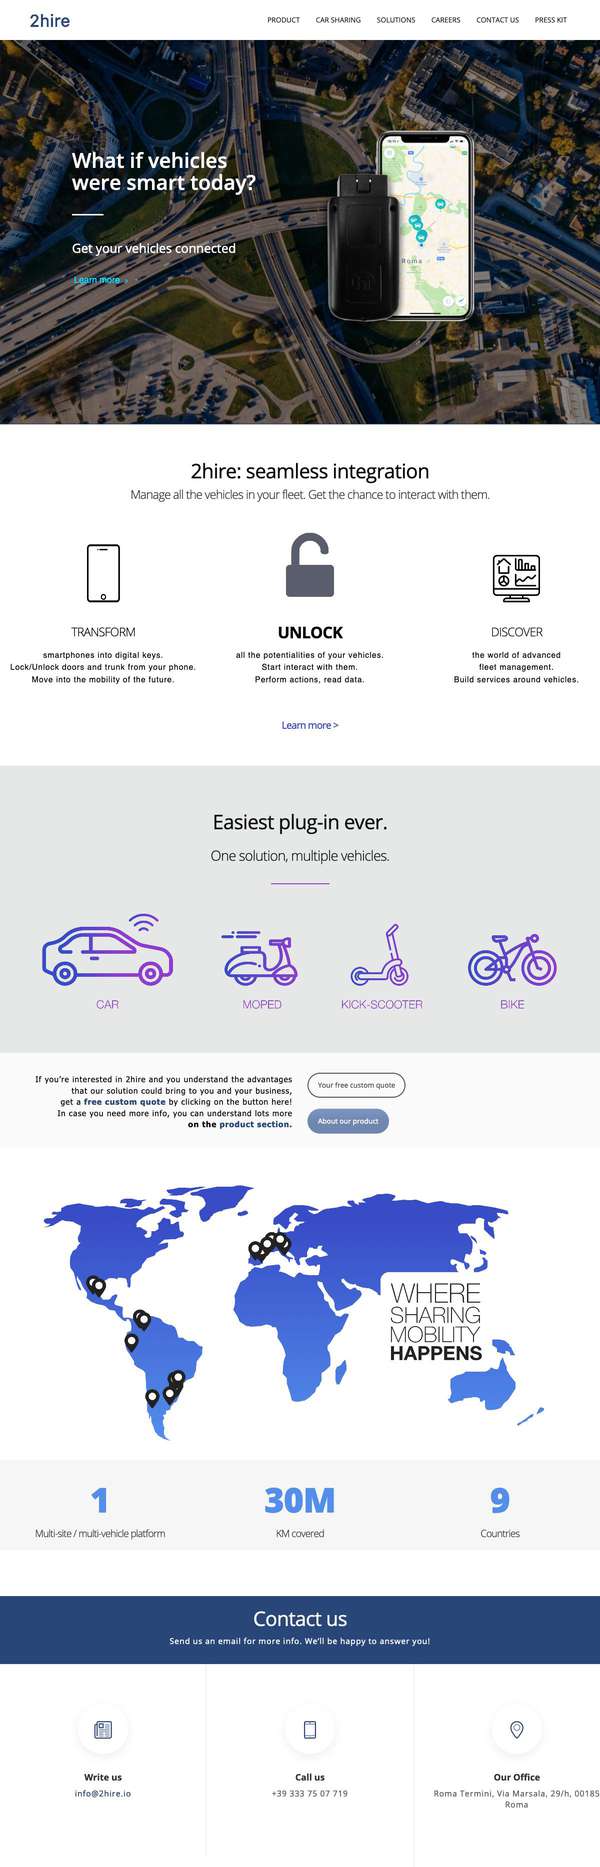 2hire
PRODUCT
CAR SHARING
SOLUTIONS
CAREERS
CONTACT US
PRESS KIT
What if vehicles
were smart today?
Get your vehicles connected
Learn more >
Roma
2hire: seamless integration
Manage all the vehicles in your fleet. Get the chance to interact with them.
TRANSFORM
smartphones into digital keys.
Lock/Unlock doors and trunk from your phone.
Move into the mobility of the future.
UNLOCK
all the potentialities of your vehicles.
Start interact with them.
Perform actions, read data.
DISCOVER
the world of advanced
fleet management.
Build services around vehicles.
Learn more >
Easiest plug-in ever.
One solution, multiple vehicles.
CAR
MOPED
KICK-SCOOTER
BIKE
If you're interested in 2hire and you understand the advantages
that our solution could bring to you and your business,
get a free custom quote by clicking on the button here!
In case you need more info, you can understand lots more
on the product section.
Your free custom quote
About our product
WHERE
SHARING
MOBILITY
HAPPENS
1
Multi-site / multi-vehicle platform
30M
KM covered
9
Countries
Contact us
Send us an email for more info. We'll be happy to answer you!
Write us
info@2hire.io
Call us
+39 333 75 07 719
Our Office
Roma Termini, Via Marsala, 29/h, 00185
Roma